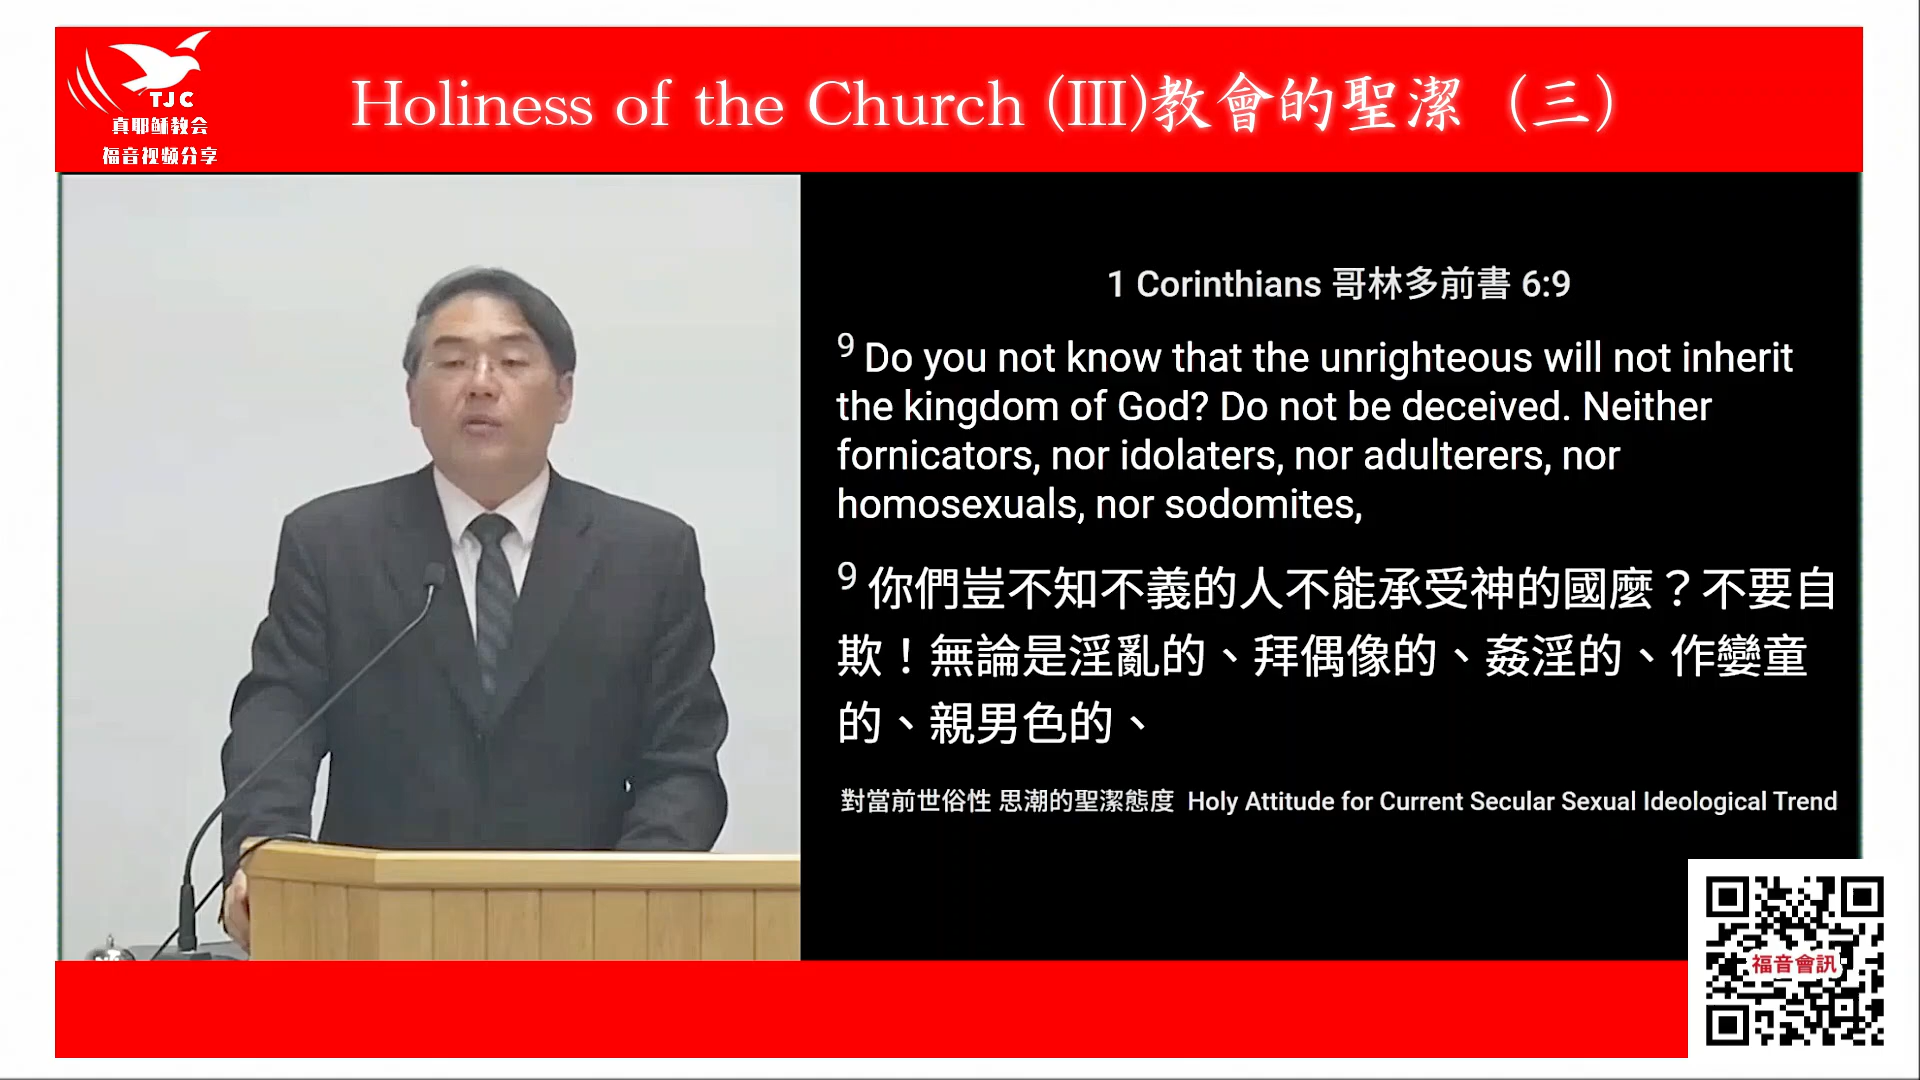 TJC
真耶稣教会
福音视频分享
Holiness of the Church (III)教會的聖潔（三）
1 Corinthians 哥林多前書 6:9
9 Do you not know that the unrighteous will not inherit
the kingdom of God? Do not be deceived. Neither
fornicators, nor idolaters, nor adulterers, nor
homosexuals, nor sodomites,
9 你們豈不知不義的人不能承受神的國麼？不要自
欺！無論是淫亂的、拜偶像的、姦淫的、作孌童
的、親男色的、
對當前世俗性 思潮的聖潔態度 Holy Attitude for Current Secular Sexual Ideological Trend
福音會訊